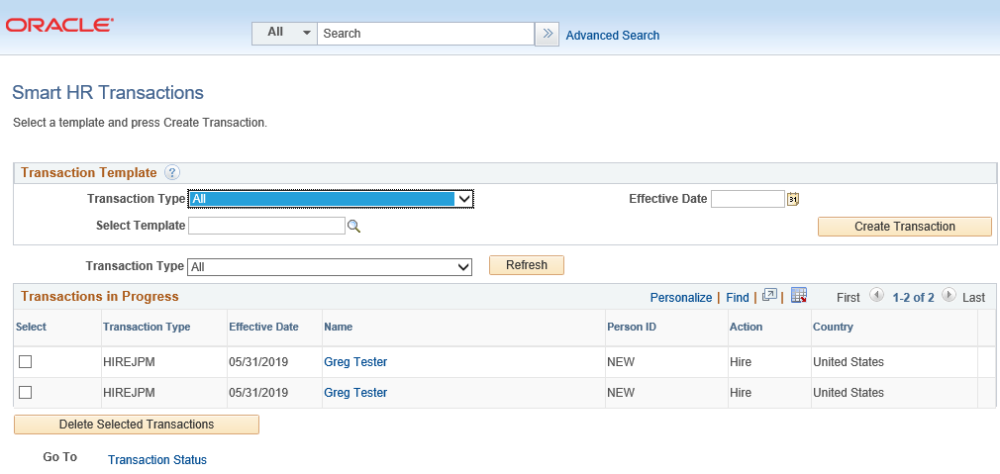 ORACLE
All Search Advanced Search
Smart HR Transactions
Select a template and press Create Transaction.
Transaction Template ?
Transaction Type All Effective Date 31
Select Template Create Transaction
Transaction Type All Refresh
Transactions in Progress Personalize | Find | | First 1-2 of 2 Last
Select Transaction Type Effective Date Name Person ID Action Country
HIREJPM 05/31/2019 Greg Tester NEW Hire United States
HIREJPM 05/31/2019 Greg Tester NEW Hire United States
Delete Selected Transactions
Go To Transaction Status